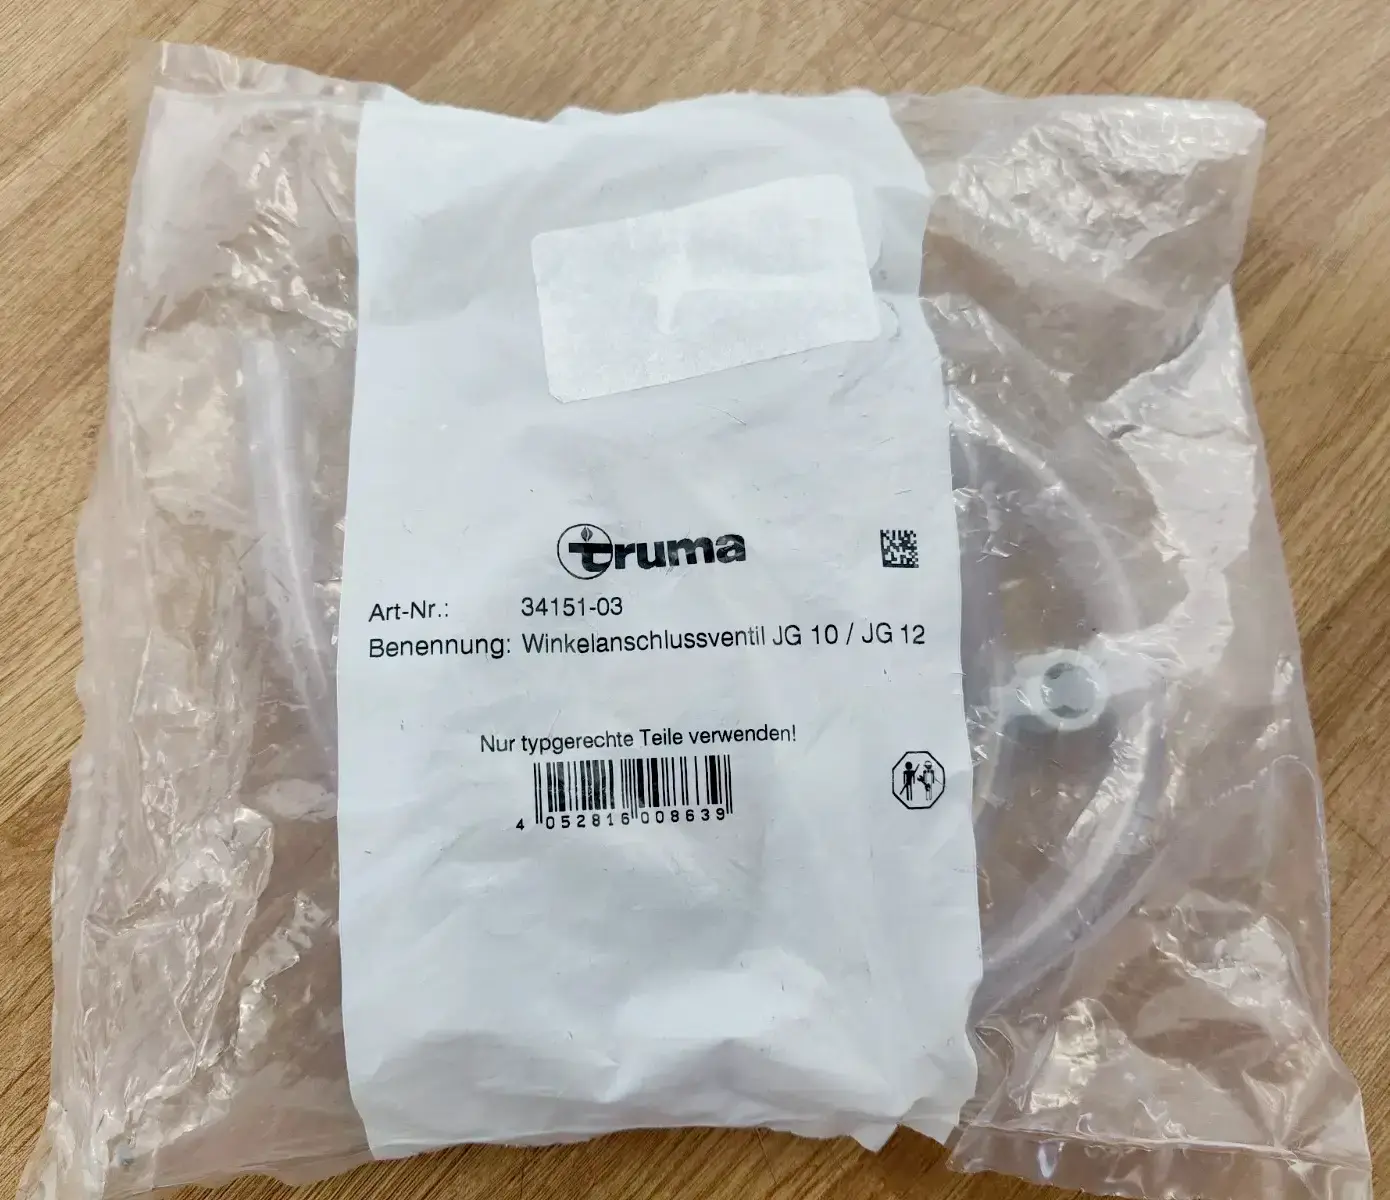 truma
Art-Nr.: 34151-03
Benennung: Winkelanschlussventil JG 10 / JG 12
Nur typgerechte Teile verwenden!
4 052816 008639